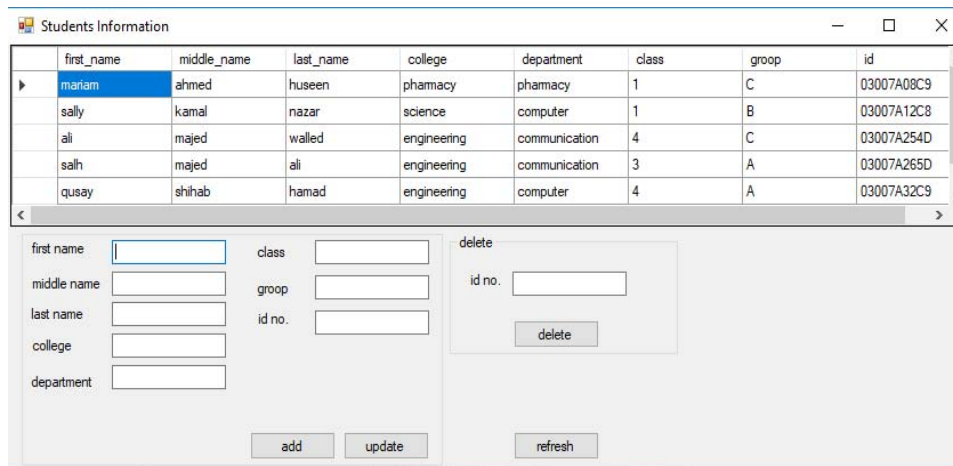 Students Information
first_name middle_name last_name college department class groop id
mariam ahmed huseen phamacy phamacy 1 C 03007A08C9
sally kamal nazar science computer 1 B 03007A12C8
ali majed walled engineering communication 4 C 03007A254D
salh majed ali engineering communication 3 A 03007A265D
qusay shihab hamad engineering computer 4 A 03007A32C9
first name class
middle name groop
last name id no.
college
department
add update
delete
id no.
delete
refresh